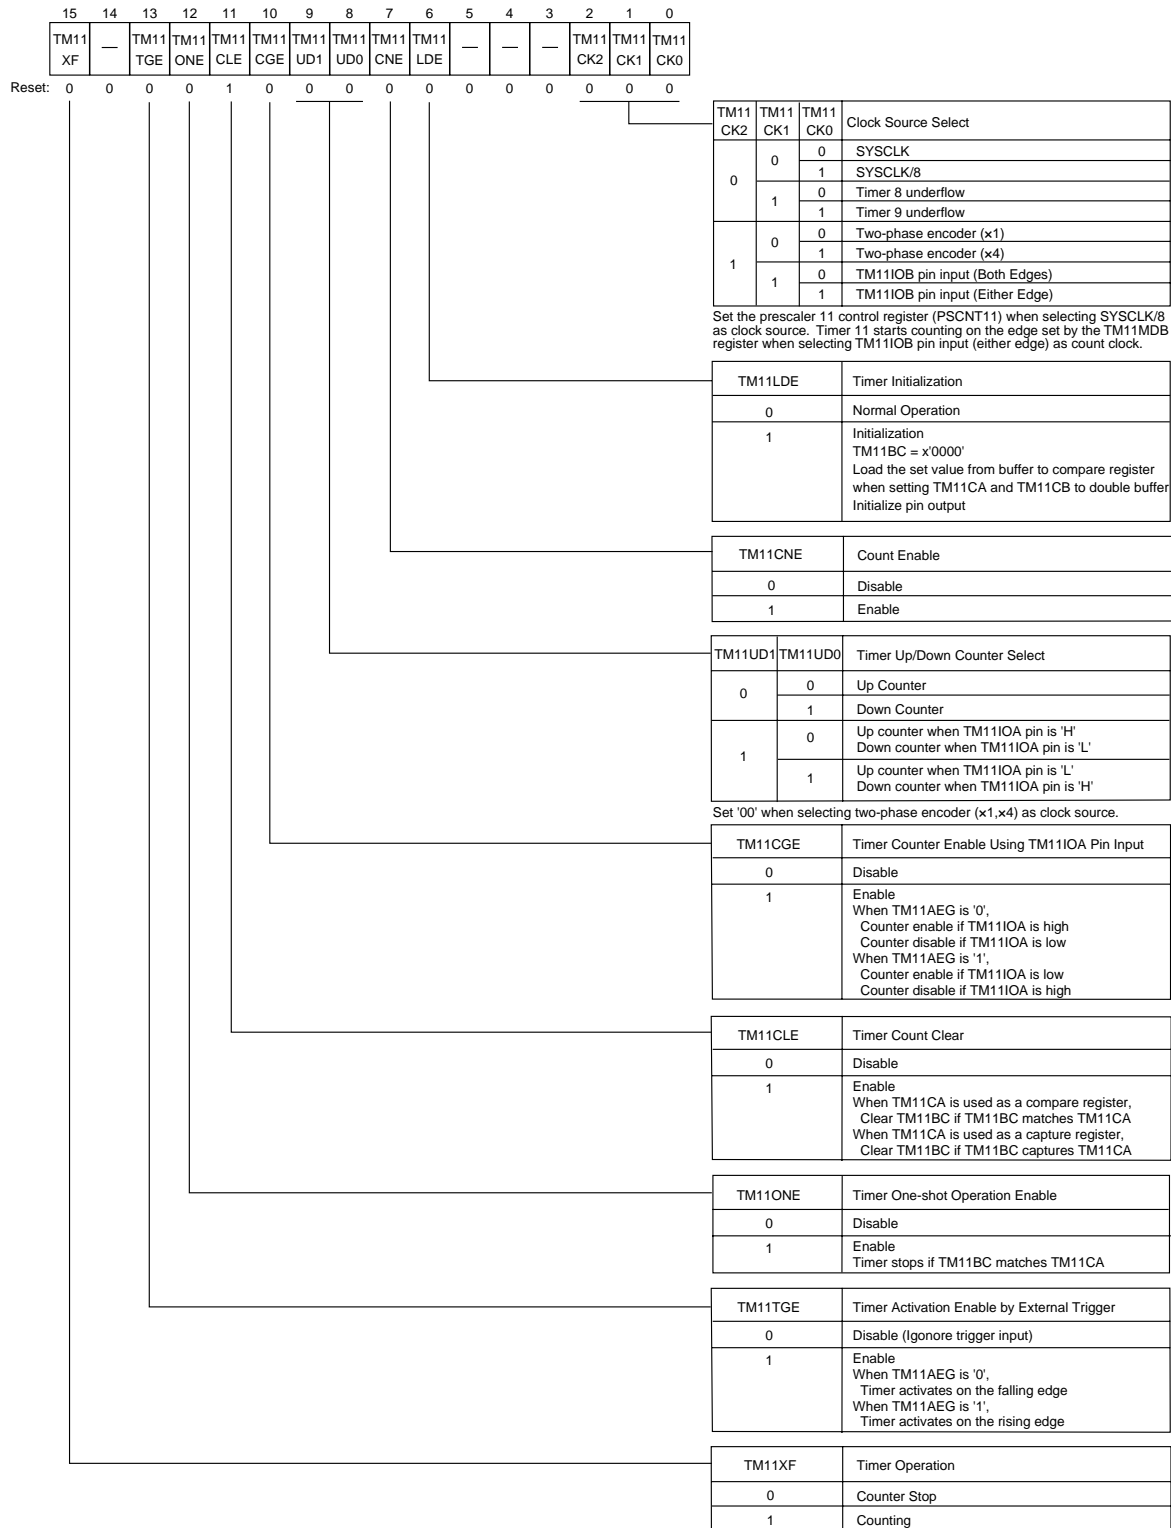 15 14 13 12 11 10 9 8 7 6 5 4 3 2 1 0
TM11 XF — TM11 TGE TM11 ONE TM11 CLE TM11 CGE TM11 UD1 TM11 UD0 TM11 CNE TM11 LDE — — — TM11 CK2 TM11 CK1 TM11 CK0
Reset: 0 0 0 0 1 0 0 0 0 0 0 0 0 0 0 0
TM11 CK2 TM11 CK1 TM11 CK0 Clock Source Select
0 0 0 SYSCLK
1 SYSCLK/8
1 0 Timer 8 underflow
1 Timer 9 underflow
1 0 0 Two-phase encoder (×1)
1 Two-phase encoder (×4)
1 0 TM11IOB pin input (Both Edges)
1 TM11IOB pin input (Either Edge)
Set the prescaler 11 control register (PSCNT11) when selecting SYSCLK/8
as clock source. Timer 11 starts counting on the edge set by the TM11MDB
register when selecting TM11IOB pin input (either edge) as count clock.
TM11LDE Timer Initialization
0 Normal Operation
1 Initialization
TM11BC = x'0000'
Load the set value from buffer to compare register
when setting TM11CA and TM11CB to double buffer
Initialize pin output
TM11CNE Count Enable
0 Disable
1 Enable
TM11UD1 TM11UD0 Timer Up/Down Counter Select
0 0 Up Counter
1 Down Counter
1 0 Up counter when TM11IOA pin is 'H'
Down counter when TM11IOA pin is 'L'
1 Up counter when TM11IOA pin is 'L'
Down counter when TM11IOA pin is 'H'
Set '00' when selecting two-phase encoder (×1,×4) as clock source.
TM11CGE Timer Counter Enable Using TM11IOA Pin Input
0 Disable
1 Enable
When TM11AEG is '0',
Counter enable if TM11IOA is high
Counter disable if TM11IOA is low
When TM11AEG is '1',
Counter enable if TM11IOA is low
Counter disable if TM11IOA is high
TM11CLE Timer Count Clear
0 Disable
1 Enable
When TM11CA is used as a compare register,
Clear TM11BC if TM11BC matches TM11CA
When TM11CA is used as a capture register,
Clear TM11BC if TM11BC captures TM11CA
TM11ONE Timer One-shot Operation Enable
0 Disable
1 Enable
Timer stops if TM11BC matches TM11CA
TM11TGE Timer Activation Enable by External Trigger
0 Disable (Igonore trigger input)
1 Enable
When TM11AEG is '0',
Timer activates on the falling edge
When TM11AEG is '1',
Timer activates on the rising edge
TM11XF Timer Operation
0 Counter Stop
1 Counting